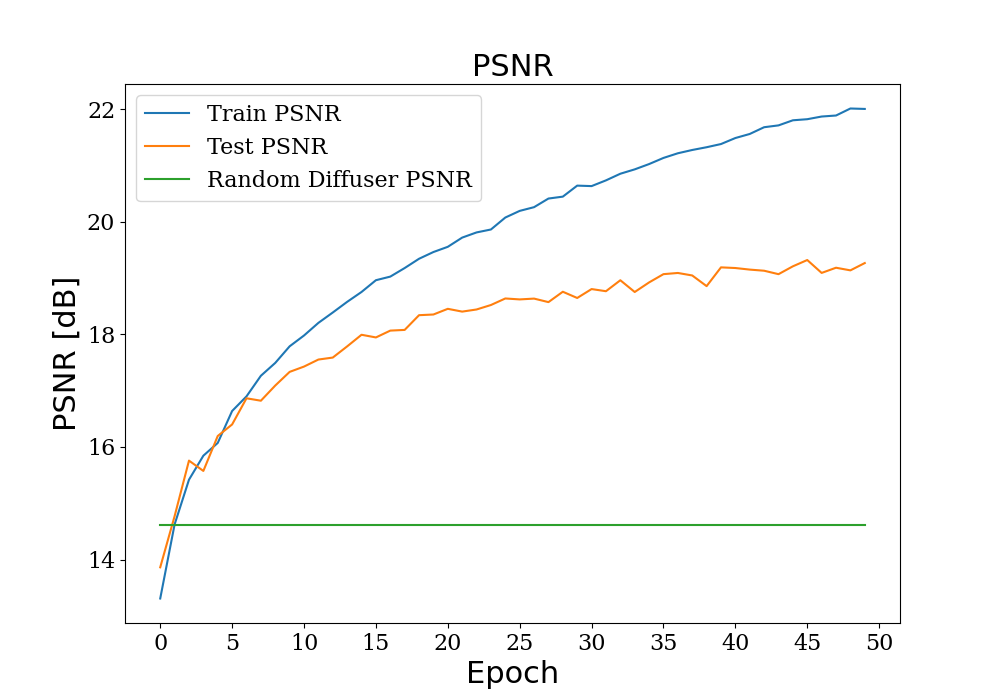 PSNR
Train PSNR
Test PSNR
Random Diffuser PSNR
PSNR [dB]
22
20
18
16
14
0 5 10 15 20 25 30 35 40 45 50
Epoch